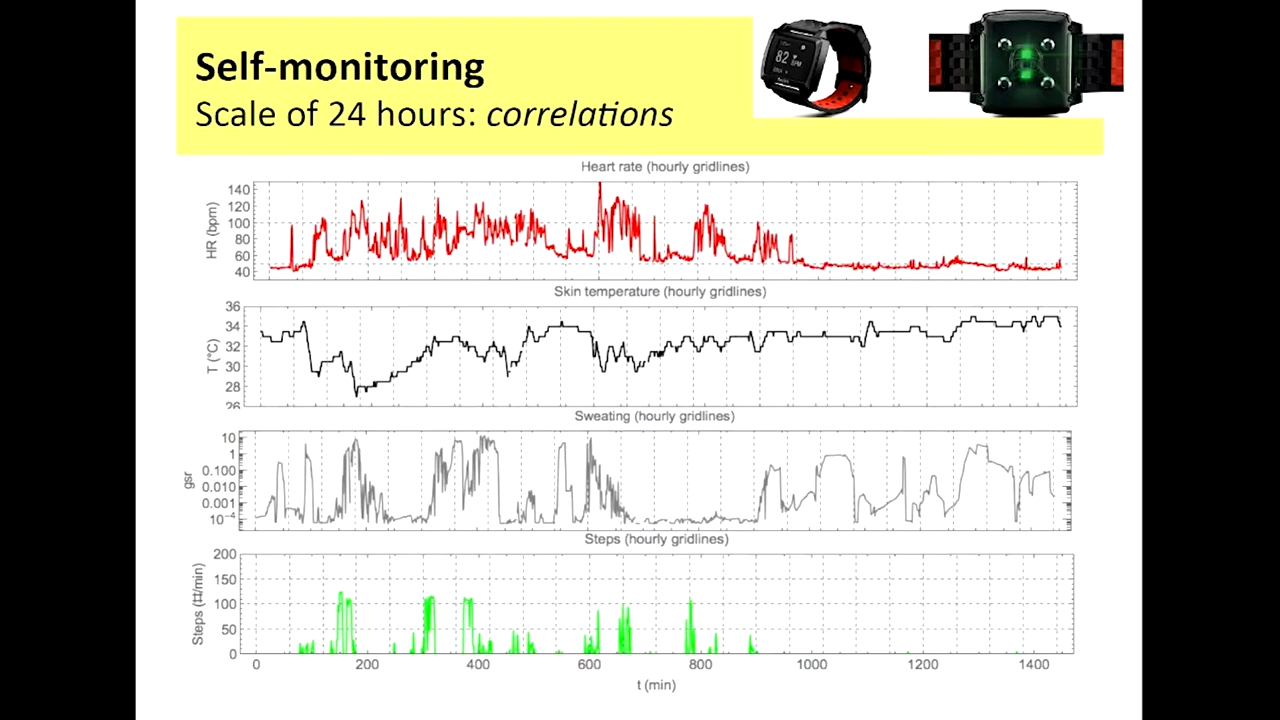 Self-monitoring
Scale of 24 hours: correlations
82 BPM
Heart rate (hourly gridlines)
HR (bpm)
140
120
100
80
60
40
Skin temperature (hourly gridlines)
T (°C)
36
34
32
30
28
26
Sweating (hourly gridlines)
gsr
10
1
0.100
0.010
0.001
10⁻⁴
Steps (hourly gridlines)
Steps (#/min)
200
150
100
50
0
0 200 400 600 800 1000 1200 1400
t (min)